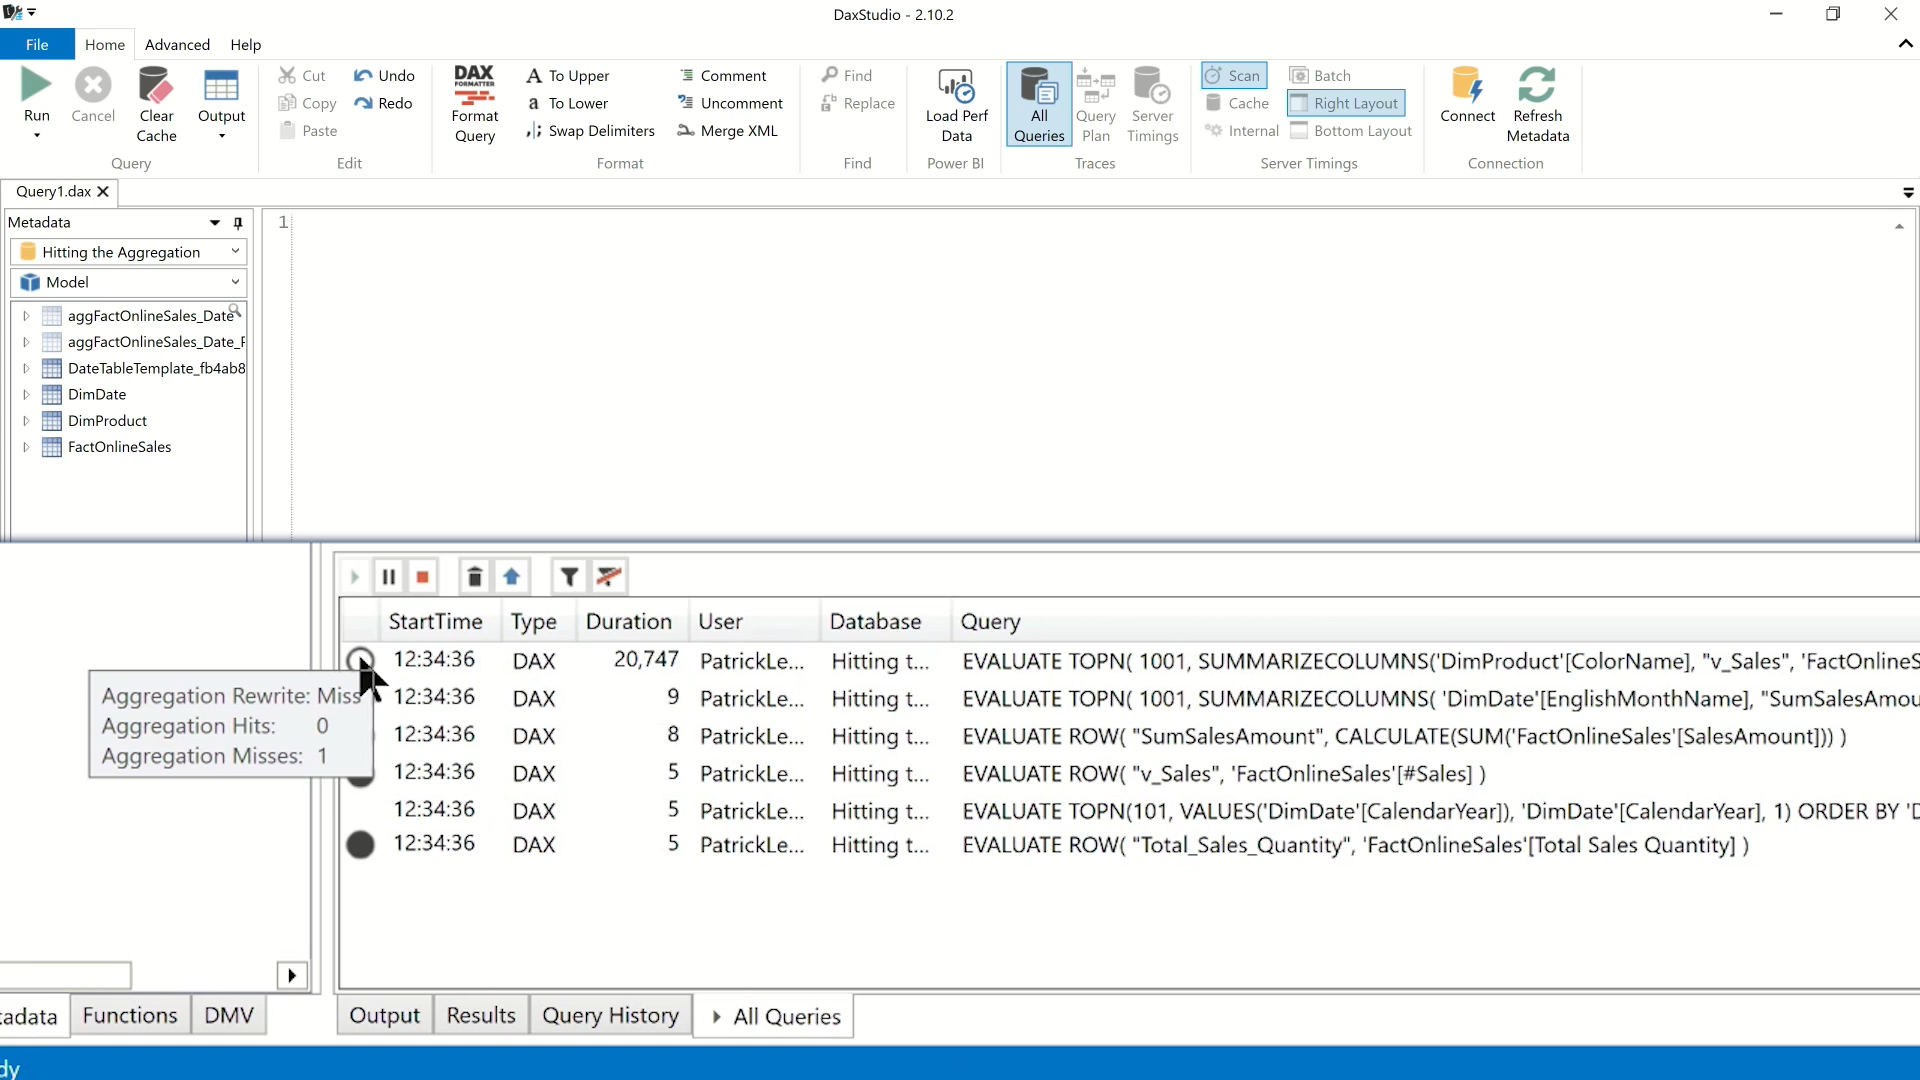 DaxStudio - 2.10.2
File Home Advanced Help
Run Cancel Clear Cache Output
Query
Cut Undo
Copy Redo
Paste
Edit
DAX FORMATTER
Format Query
To Upper Comment
To Lower Uncomment
Swap Delimiters Merge XML
Format
Find
Replace
Find
Load Perf Data
Power BI
All Queries Query Plan Server Timings
Traces
Scan Batch
Cache Right Layout
Internal Bottom Layout
Server Timings
Connect Refresh Metadata
Connection
Query1.dax
Metadata
1
Hitting the Aggregation
Model
aggFactOnlineSales_Date
aggFactOnlineSales_Date_
DateTableTemplate_fb4ab8
DimDate
DimProduct
FactOnlineSales
StartTime Type Duration User Database Query
12:34:36 DAX 20,747 PatrickLe... Hitting t... EVALUATE TOPN( 1001, SUMMARIZECOLUMNS('DimProduct'[ColorName], "v_Sales", 'FactOnlineS
12:34:36 DAX 9 PatrickLe... Hitting t... EVALUATE TOPN( 1001, SUMMARIZECOLUMNS( 'DimDate'[EnglishMonthName], "SumSalesAmou
12:34:36 DAX 8 PatrickLe... Hitting t... EVALUATE ROW( "SumSalesAmount", CALCULATE(SUM('FactOnlineSales'[SalesAmount])) )
12:34:36 DAX 5 PatrickLe... Hitting t... EVALUATE ROW( "v_Sales", 'FactOnlineSales'[#Sales] )
12:34:36 DAX 5 PatrickLe... Hitting t... EVALUATE TOPN(101, VALUES('DimDate'[CalendarYear]), 'DimDate'[CalendarYear], 1) ORDER BY 'D
12:34:36 DAX 5 PatrickLe... Hitting t... EVALUATE ROW( "Total_Sales_Quantity", 'FactOnlineSales'[Total Sales Quantity] )
Aggregation Rewrite: Miss
Aggregation Hits: 0
Aggregation Misses: 1
tadata Functions DMV
Output Results Query History All Queries
dy